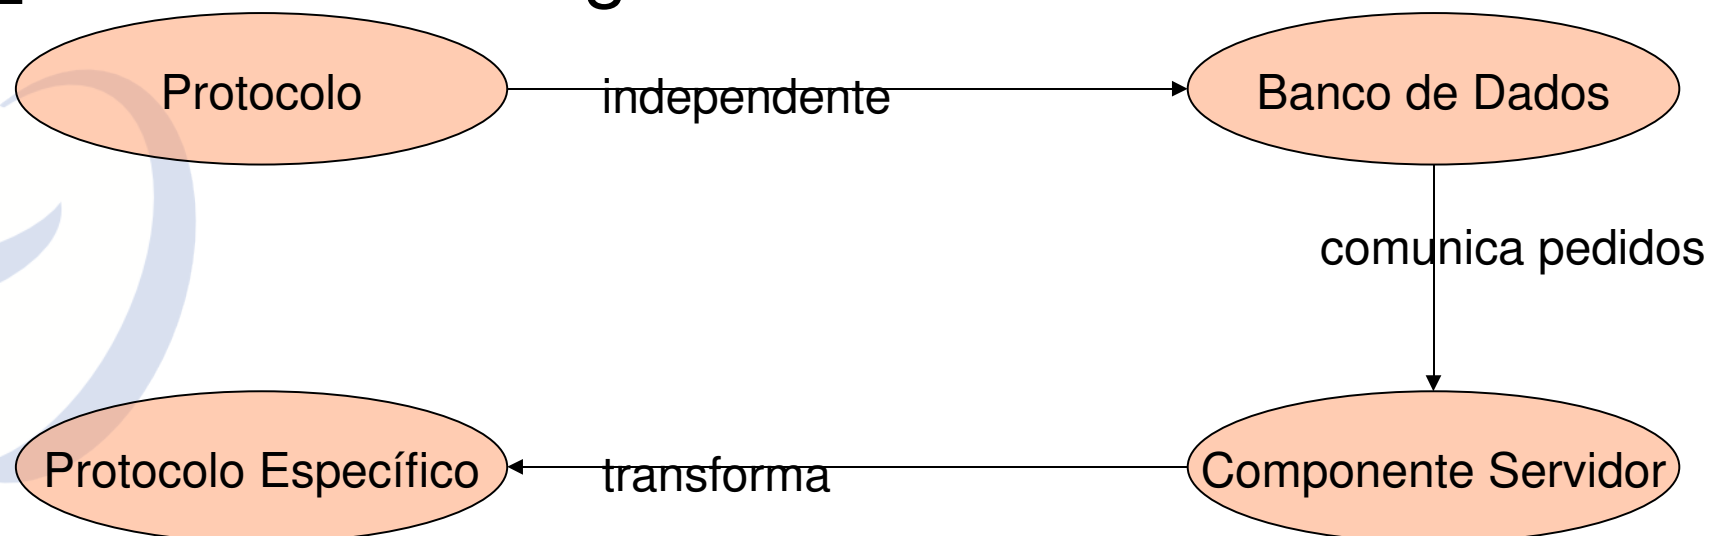 Protocolo
independente
Banco de Dados
comunica pedidos
Protocolo Específico
transforma
Componente Servidor